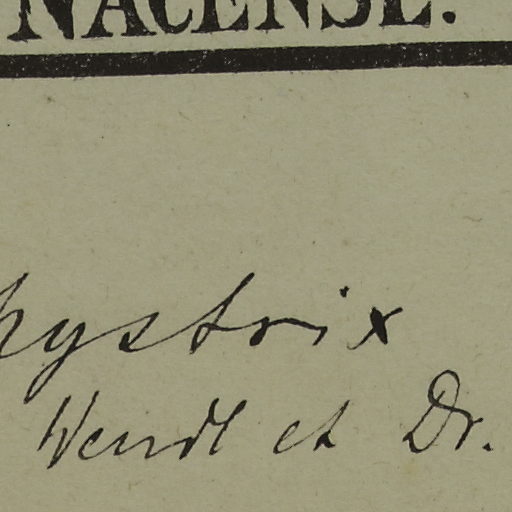 NACENSE.
hystrix
Wendl et Dr.